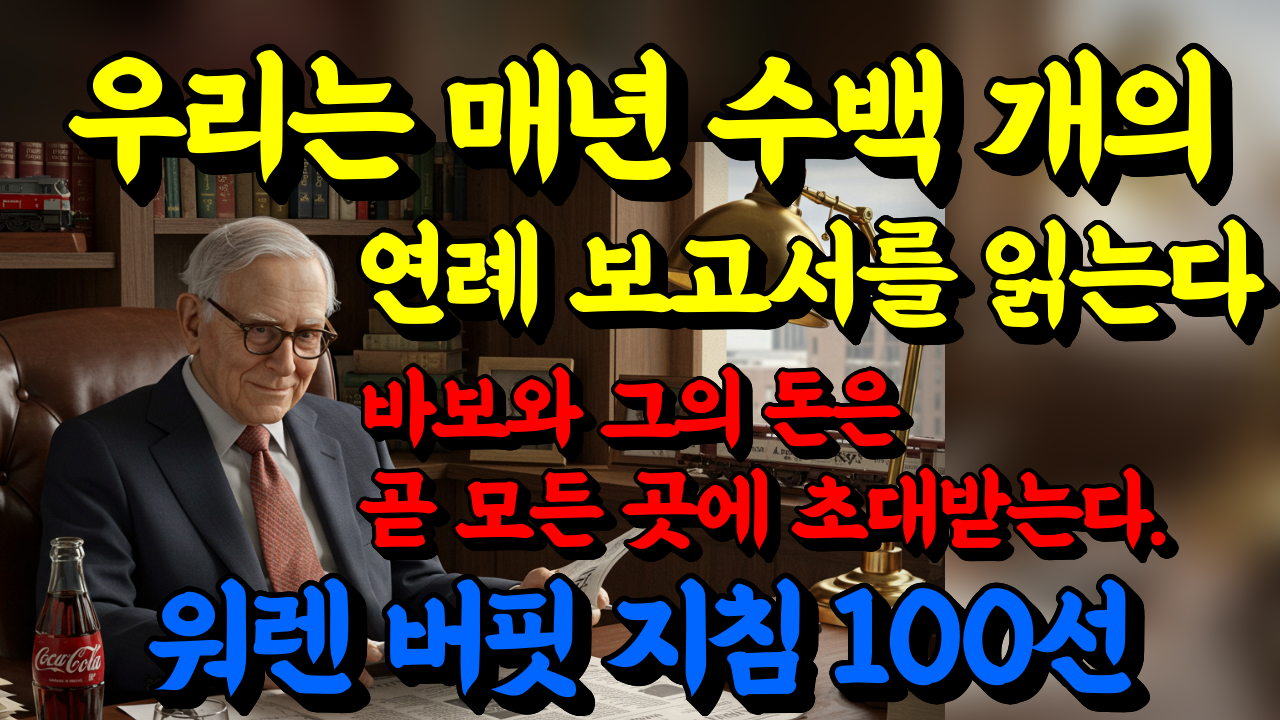 우리는 매년 수백 개의
연례 보고서를 읽는다
바보와 그의 돈은
곧 모든 곳에 초대받는다.
워렌 버핏 지침 100선
Coca-Cola